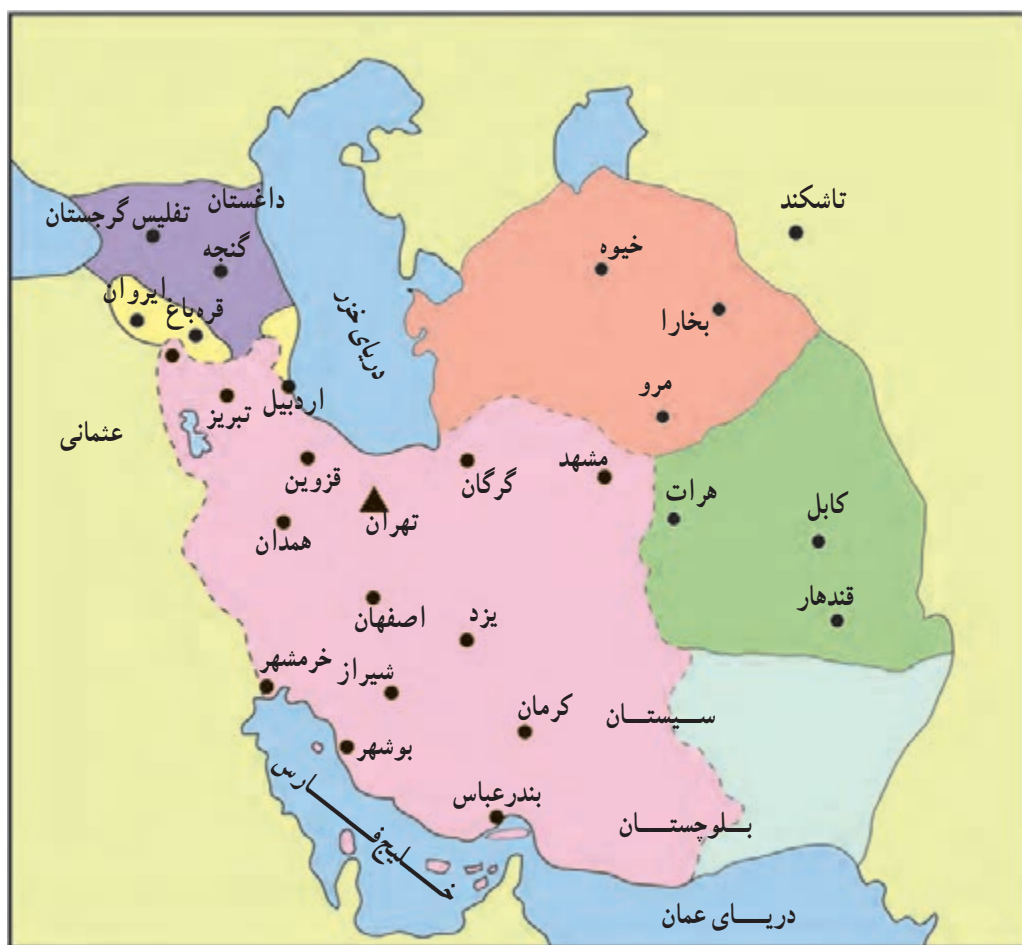 داغستان
تفلیس گرجستان
گنجه
ایروان
قره‌باغ
دریای خزر
خیوه
تاشکند
بخارا
مرو
عثمانی
تبریز
اردبیل
قزوین
تهران
گرگان
مشهد
هرات
کابل
همدان
قندهار
اصفهان
یزد
خرمشهر
شیراز
کرمان
سیستان
بوشهر
بندرعباس
بلوچستان
خلیج فارس
دریای عمان